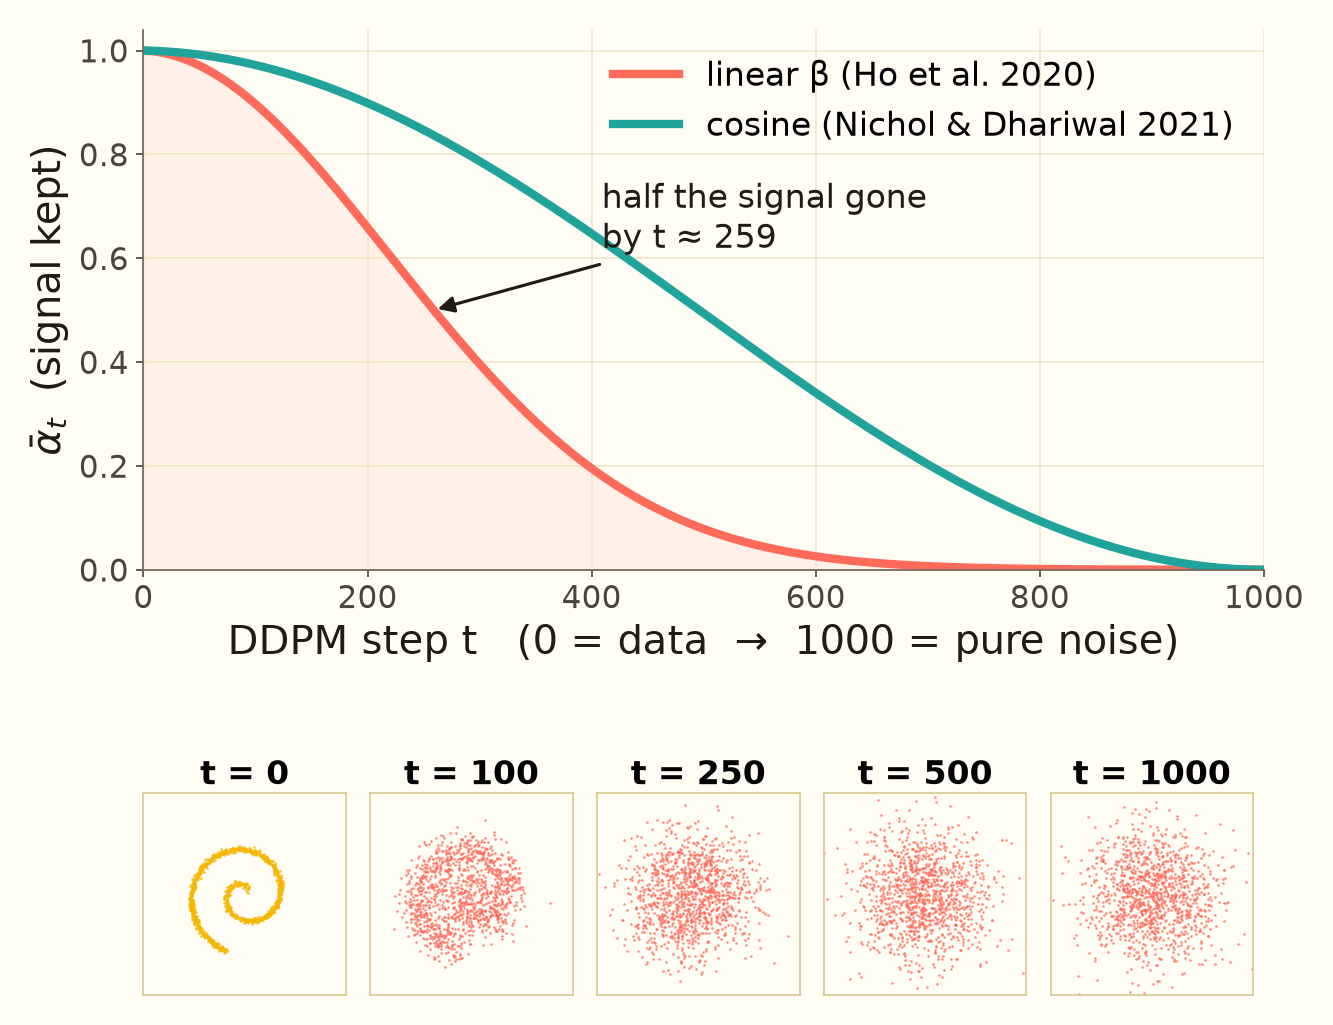 1.0
0.8
0.6
0.4
0.2
0.0
ᾱt (signal kept)
linear β (Ho et al. 2020)
cosine (Nichol & Dhariwal 2021)
half the signal gone
by t ≈ 259
0 200 400 600 800 1000
DDPM step t (0 = data → 1000 = pure noise)
t = 0 t = 100 t = 250 t = 500 t = 1000